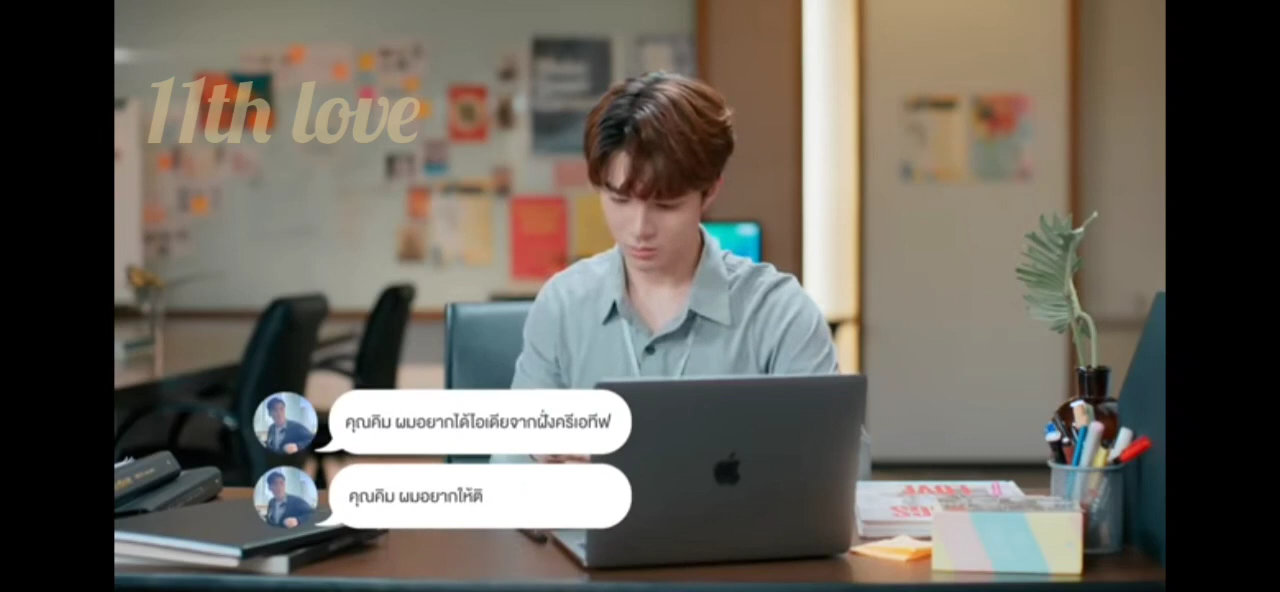 11th love
คุณคิม ผมอยากได้ไอเดียจากฝั่งครีเอทีฟ
คุณคิม ผมอยากให้ติ